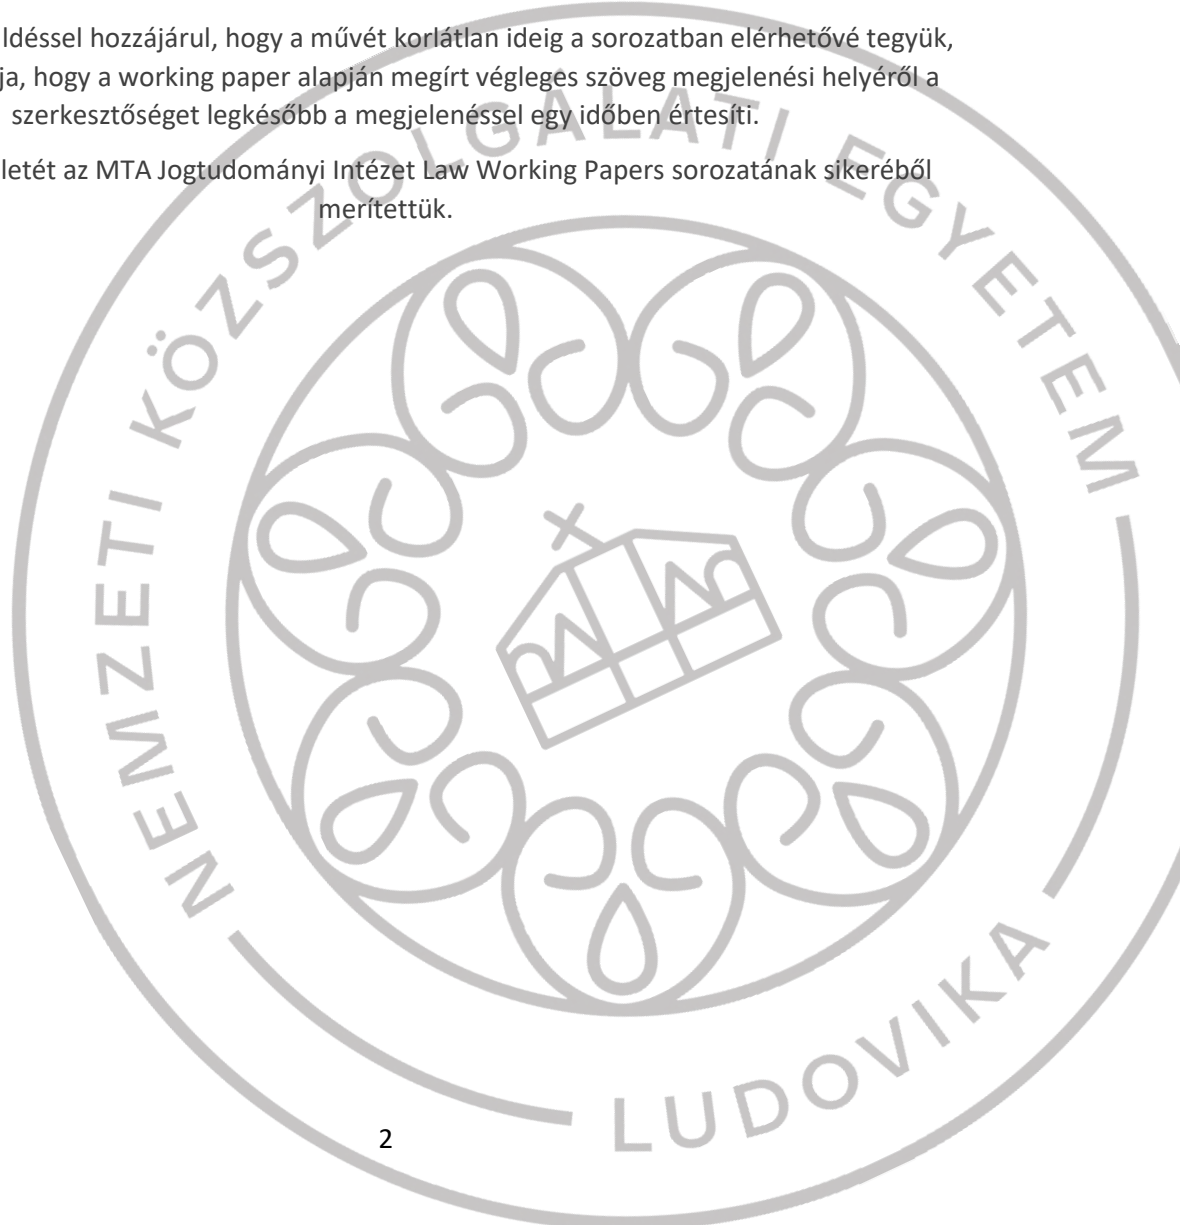 ldéssel hozzájárul, hogy a művét korlátlan ideig a sorozatban elérhetővé tegyük,
ja, hogy a working paper alapján megírt végleges szöveg megjelenési helyéről a
szerkesztőséget legkésőbb a megjelenéssel egy időben értesíti.
letét az MTA Jogtudományi Intézet Law Working Papers sorozatának sikeréből
merítettük.
NEMZETI KÖZSZOLGÁLATI EGYETEM
LUDOVIKA
2